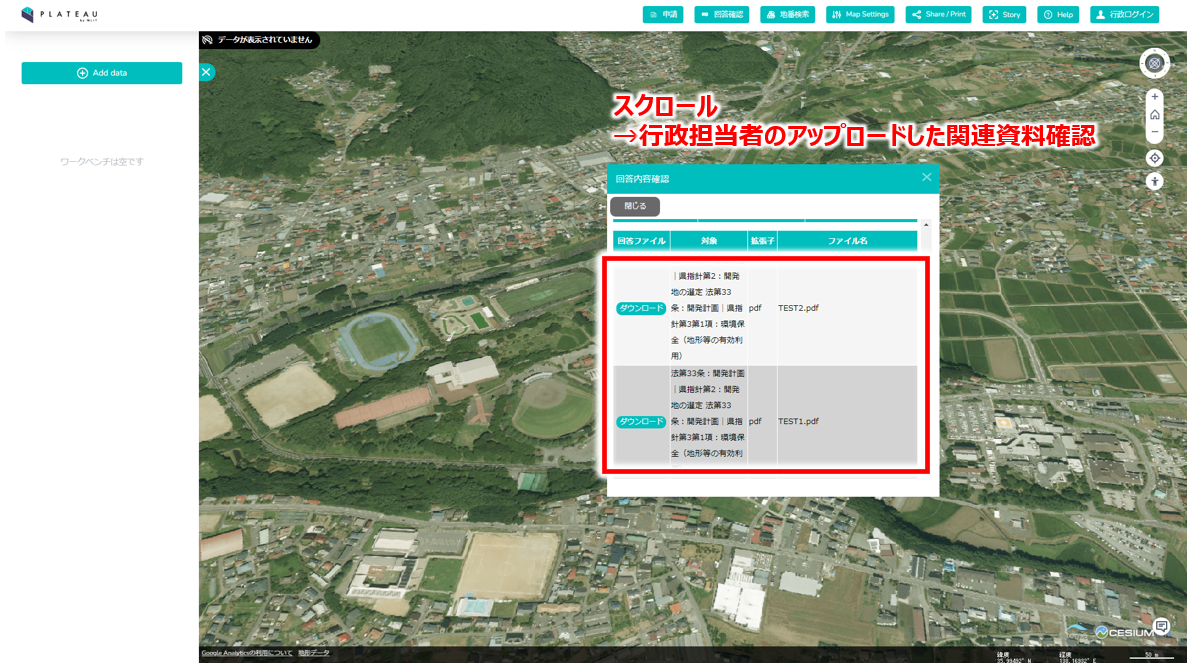 PLATEAU
by MLIT
申請
回答確認
地番検索
Map Settings
Share / Print
Story
Help
行政ログイン
データが表示されていません
Add data
ワークベンチは空です
スクロール
→行政担当者のアップロードした関連資料確認
回答内容確認
閉じる
回答ファイル 対象 拡張子 ファイル名
｜県指針第2：開発
地の選定 法第33
ダウンロード 条：開発計画｜県指 pdf TEST2.pdf
針第3第1項：環境保
全（地形等の有効利
用）
法第33条：開発計画
｜県指針第2：開発
地の選定 法第33
ダウンロード 条：開発計画｜県指 pdf TEST1.pdf
針第3第1項：環境保
全（地形等の有効利
CESIUM
Google Analyticsの利用について 地形データ
緯度 経度
35.99492° N 138.16932° E
50 m